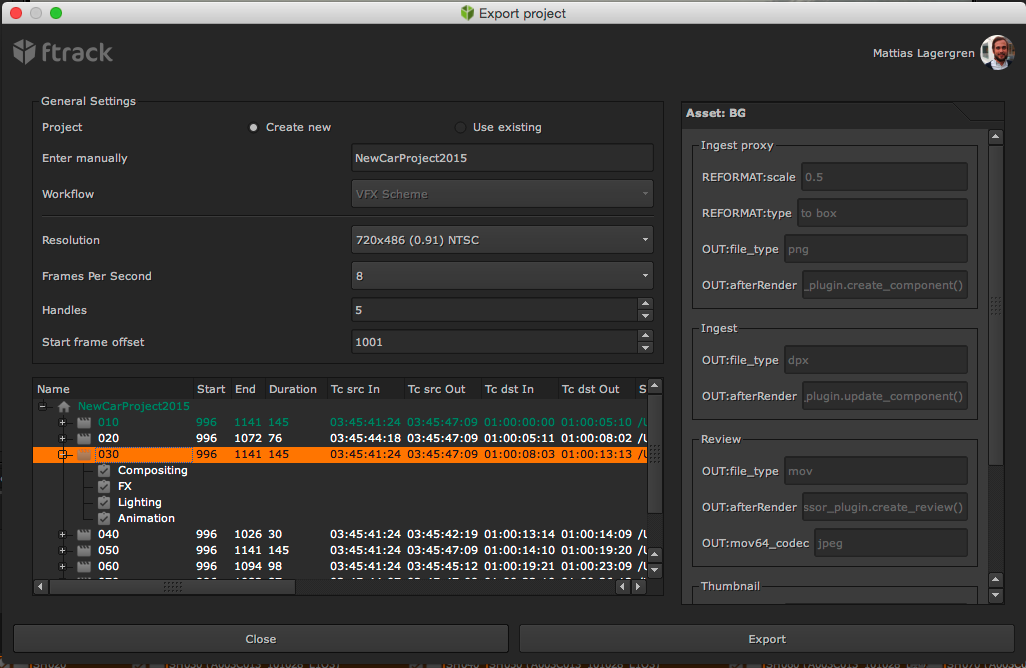 Export project
ftrack
Mattias Lagergren
General Settings
Project Create new Use existing
Enter manually NewCarProject2015
Workflow VFX Scheme
Resolution 720x486 (0.91) NTSC
Frames Per Second 8
Handles 5
Start frame offset 1001
Name Start End Duration Tc src In Tc src Out Tc dst In Tc dst Out S
NewCarProject2015
010 996 1141 145 03:45:41:24 03:45:47:09 01:00:00:00 01:00:05:10 /U
020 996 1072 76 03:45:44:18 03:45:47:09 01:00:05:11 01:00:08:02 /U
030 996 1141 145 03:45:41:24 03:45:47:09 01:00:08:03 01:00:13:13 /U
Compositing
FX
Lighting
Animation
040 996 1026 30 03:45:41:24 03:45:42:19 01:00:13:14 01:00:14:09 /U
050 996 1141 145 03:45:41:24 03:45:47:09 01:00:14:10 01:00:19:20 /U
060 996 1094 98 03:45:41:24 03:45:45:12 01:00:19:21 01:00:23:09 /U
Asset: BG
Ingest proxy
REFORMAT:scale 0.5
REFORMAT:type to box
OUT:file_type png
OUT:afterRender _plugin.create_component()
Ingest
OUT:file_type dpx
OUT:afterRender plugin.update_component()
Review
OUT:file_type mov
OUT:afterRender ssor_plugin.create_review()
OUT:mov64_codec jpeg
Thumbnail
Close Export